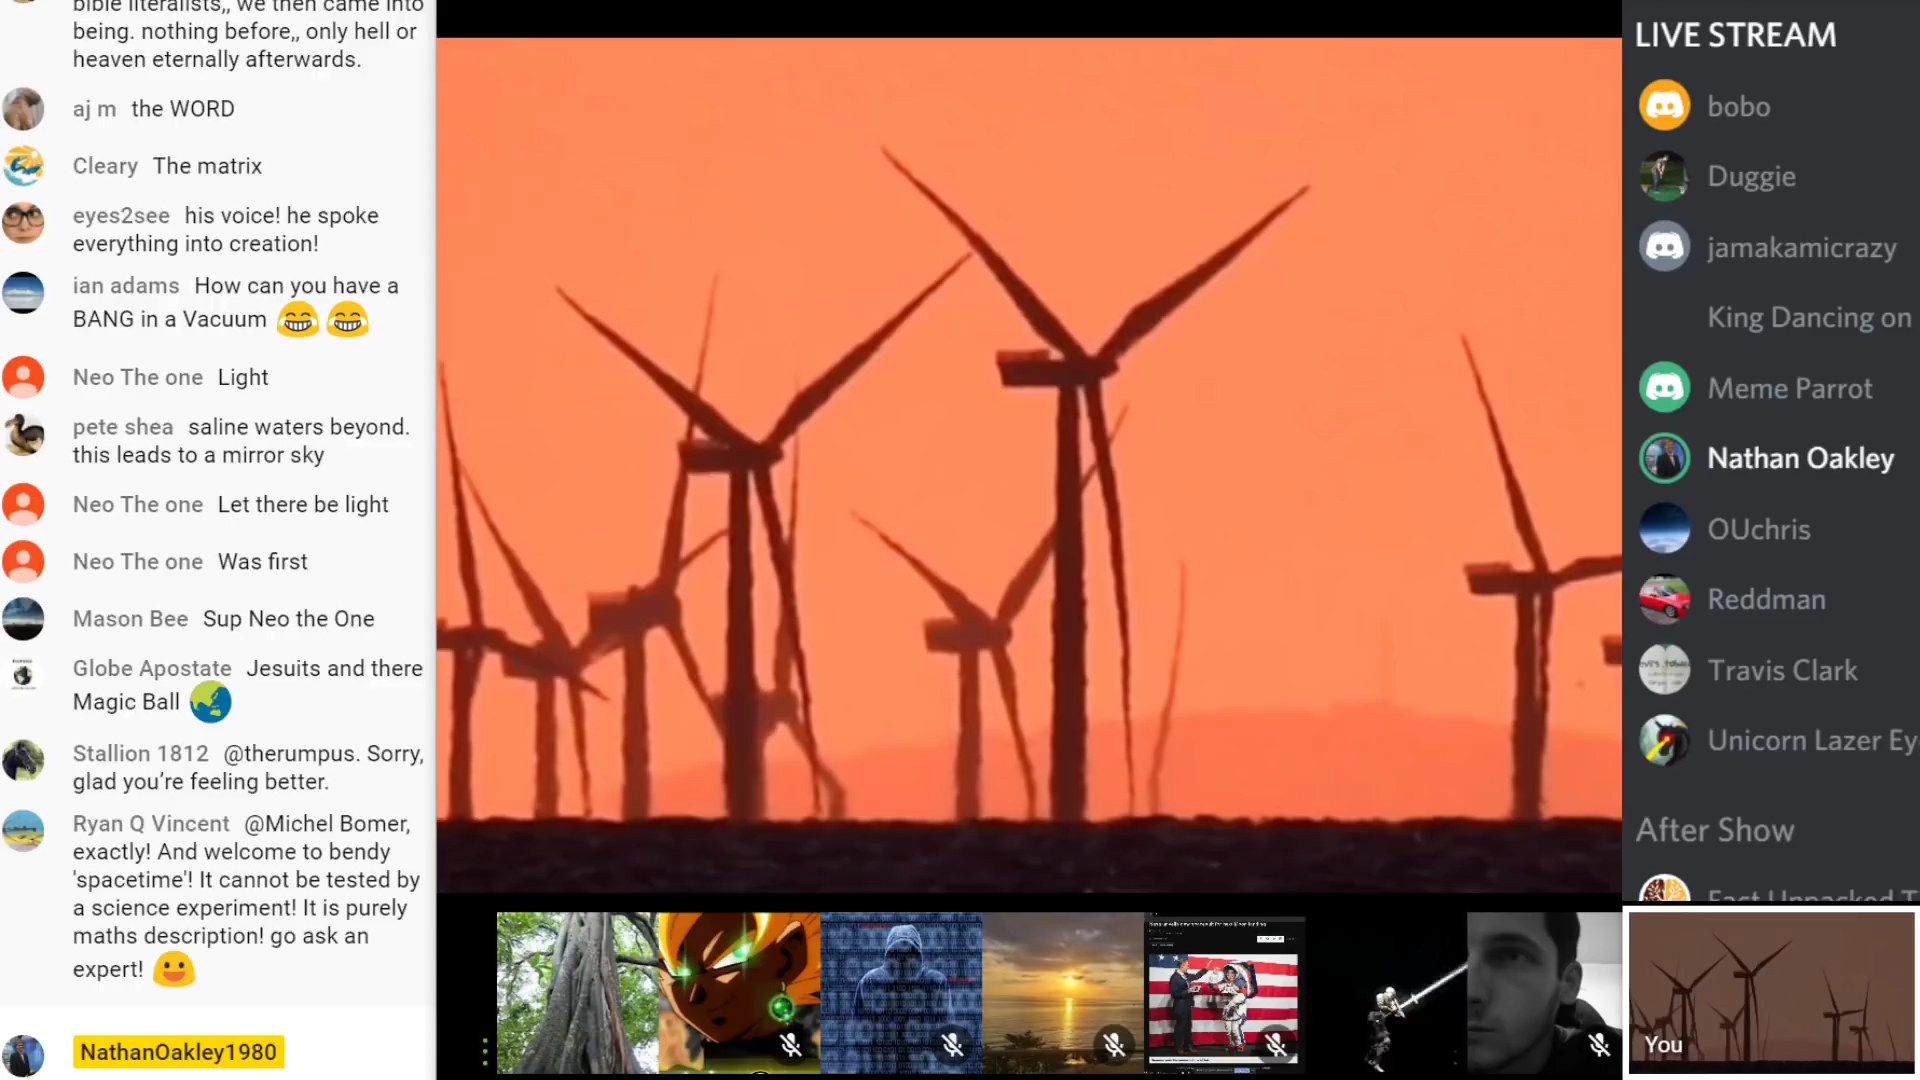 bible literalists,, we then came into
being. nothing before,, only hell or
heaven eternally afterwards.
aj m the WORD
Cleary The matrix
eyes2see his voice! he spoke
everything into creation!
ian adams How can you have a
BANG in a Vacuum
Neo The one Light
pete shea saline waters beyond.
this leads to a mirror sky
Neo The one Let there be light
Neo The one Was first
Mason Bee Sup Neo the One
Globe Apostate Jesuits and there
Magic Ball
Stallion 1812 @therumpus. Sorry,
glad you’re feeling better.
Ryan Q Vincent @Michel Bomer,
exactly! And welcome to bendy
'spacetime'! It cannot be tested by
a science experiment! It is purely
maths description! go ask an
expert!
NathanOakley1980
LIVE STREAM
bobo
Duggie
jamakamicrazy
King Dancing on
Meme Parrot
Nathan Oakley
OUchris
Reddman
Travis Clark
Unicorn Lazer Ey
After Show
You